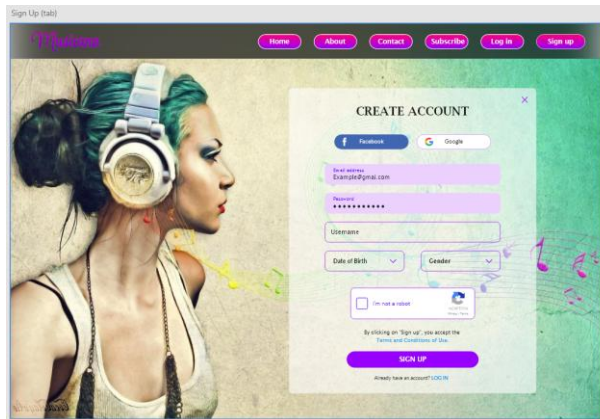 Sign Up (tab)
Home About Contact Subscribe Log in Sign up
CREATE ACCOUNT
Facebook Google
Email address
Example@gmail.com
Password
Username
Date of Birth Gender
I'm not a robot
By clicking on "Sign up", you accept the
Terms and Conditions of Use.
SIGN UP
Already have an account? LOG IN